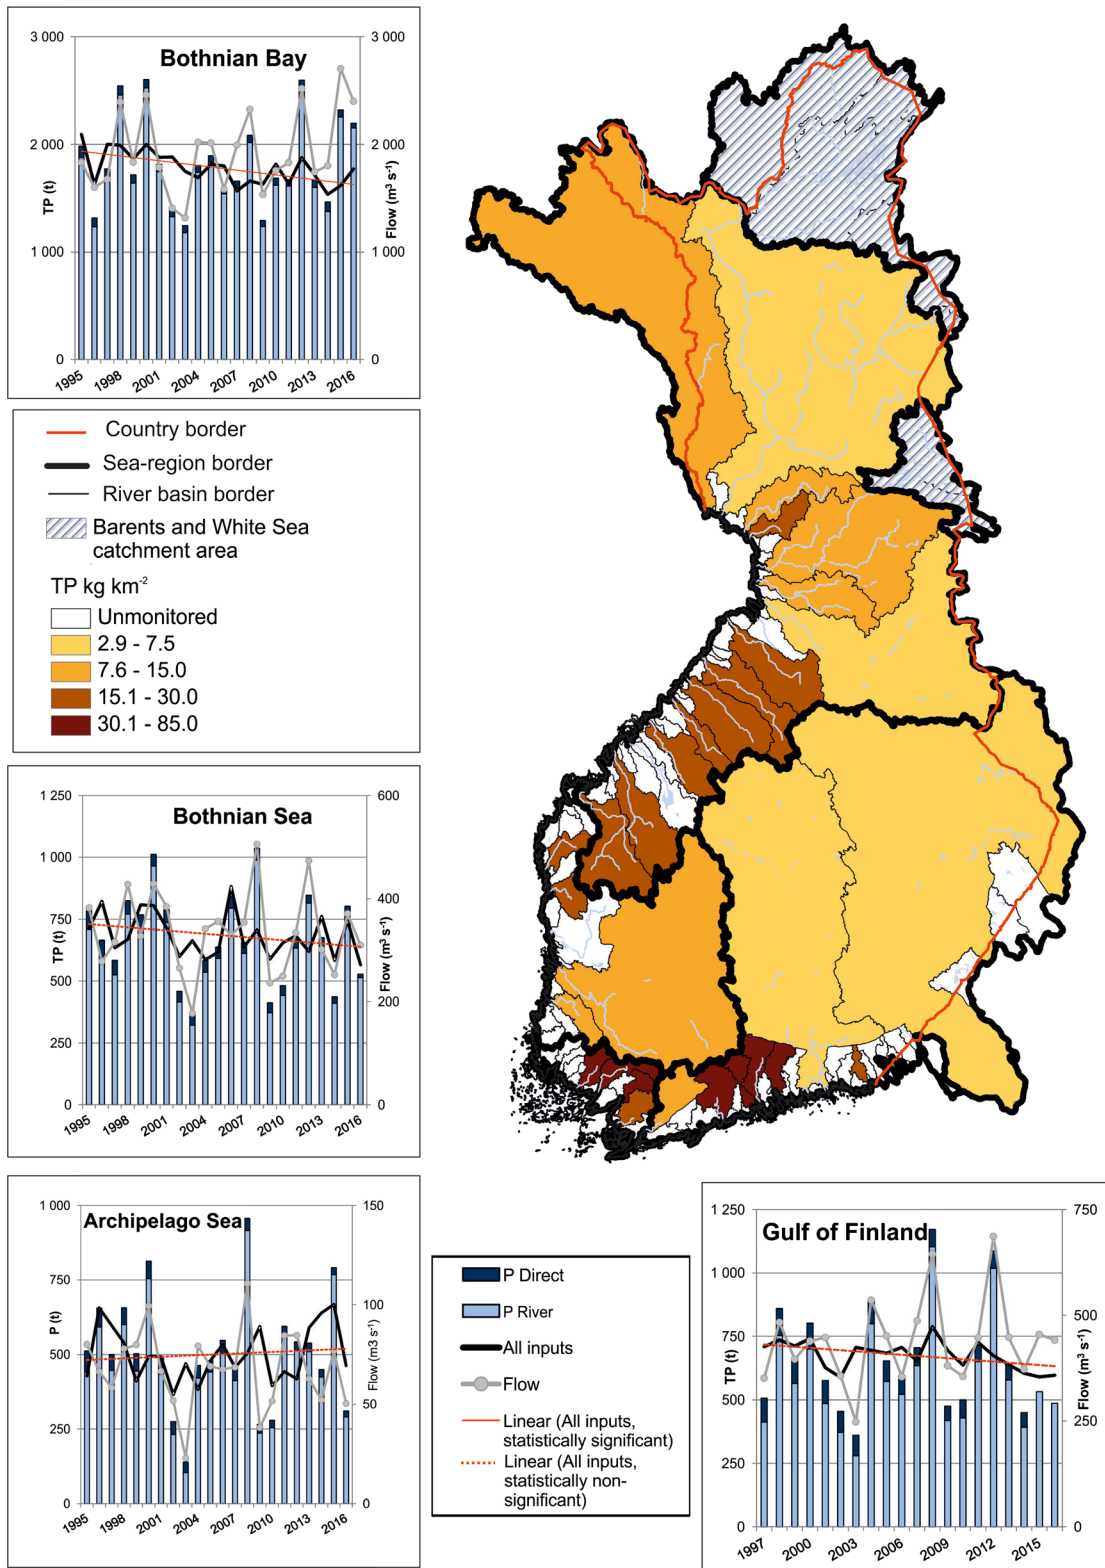 Bothnian Bay
3 000
2 000
1 000
0
TP (t)
3 000
2 000
1 000
0
Flow (m³ s⁻¹)
1995
1998
2001
2004
2007
2010
2013
2016
Country border
Sea-region border
River basin border
Barents and White Sea
catchment area
TP kg km⁻²
Unmonitored
2.9 - 7.5
7.6 - 15.0
15.1 - 30.0
30.1 - 85.0
Bothnian Sea
1 250
1 000
750
500
250
0
TP (t)
600
400
200
0
Flow (m³ s⁻¹)
1995
1998
2001
2004
2007
2010
2013
2016
Archipelago Sea
1 000
750
500
250
0
P (t)
150
100
50
0
Flow (m3 s⁻¹)
1995
1998
2001
2004
2007
2010
2013
2016
P Direct
P River
All inputs
Flow
Linear (All inputs,
statistically significant)
Linear (All inputs,
statistically non-
significant)
Gulf of Finland
1 250
1 000
750
500
250
0
TP (t)
750
500
250
0
Flow (m³ s⁻¹)
1997
2000
2003
2006
2009
2012
2015